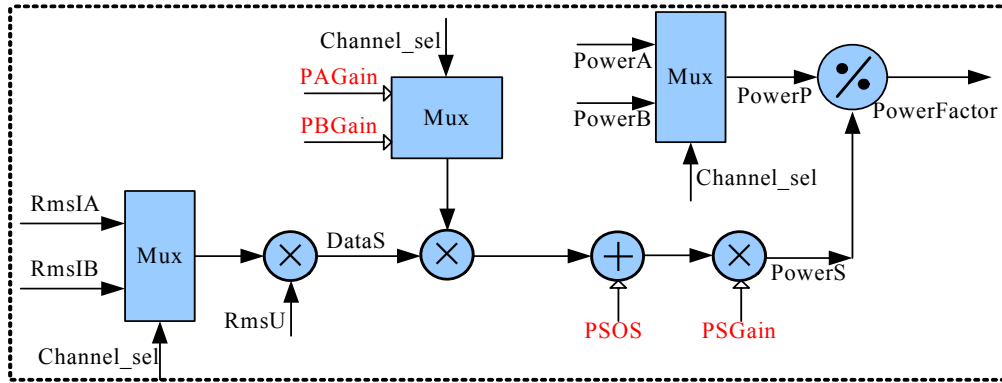 Channel_sel
PAGain
PBGain
Mux
PowerA
PowerB
Mux
PowerP
PowerFactor
Channel_sel
RmsIA
RmsIB
Mux
DataS
RmsU
Channel_sel
PSOS
PSGain
PowerS